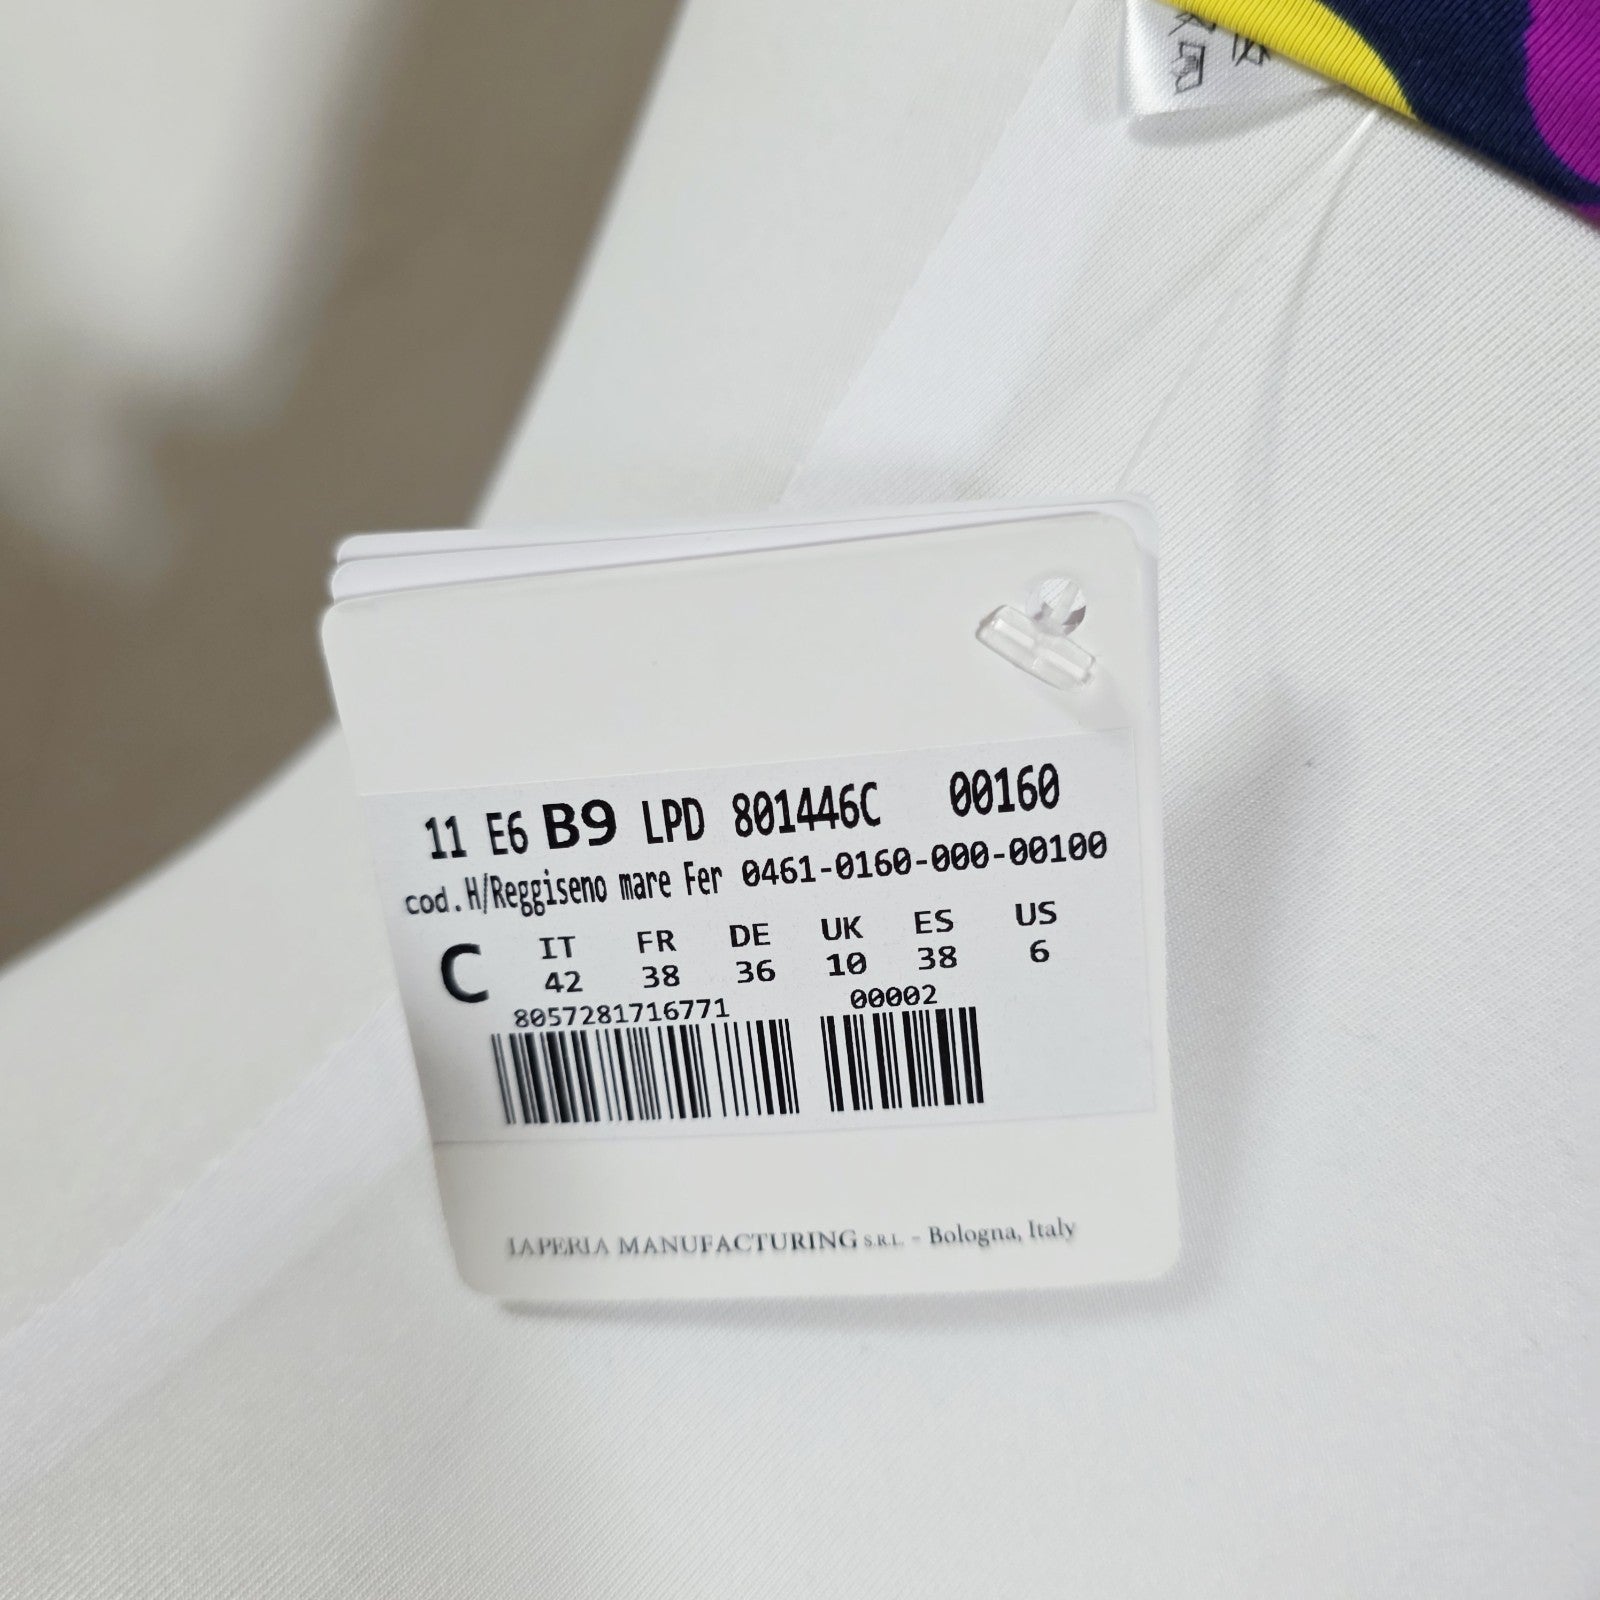 11 E6 B9 LPD 801446C 00160
cod.H/Reggiseno mare Fer 0461-0160-000-00100
C IT FR DE UK ES US
42 38 36 10 38 6
8057281716771 00002
LAPERLA MANUFACTURING S.R.L. - Bologna, Italy